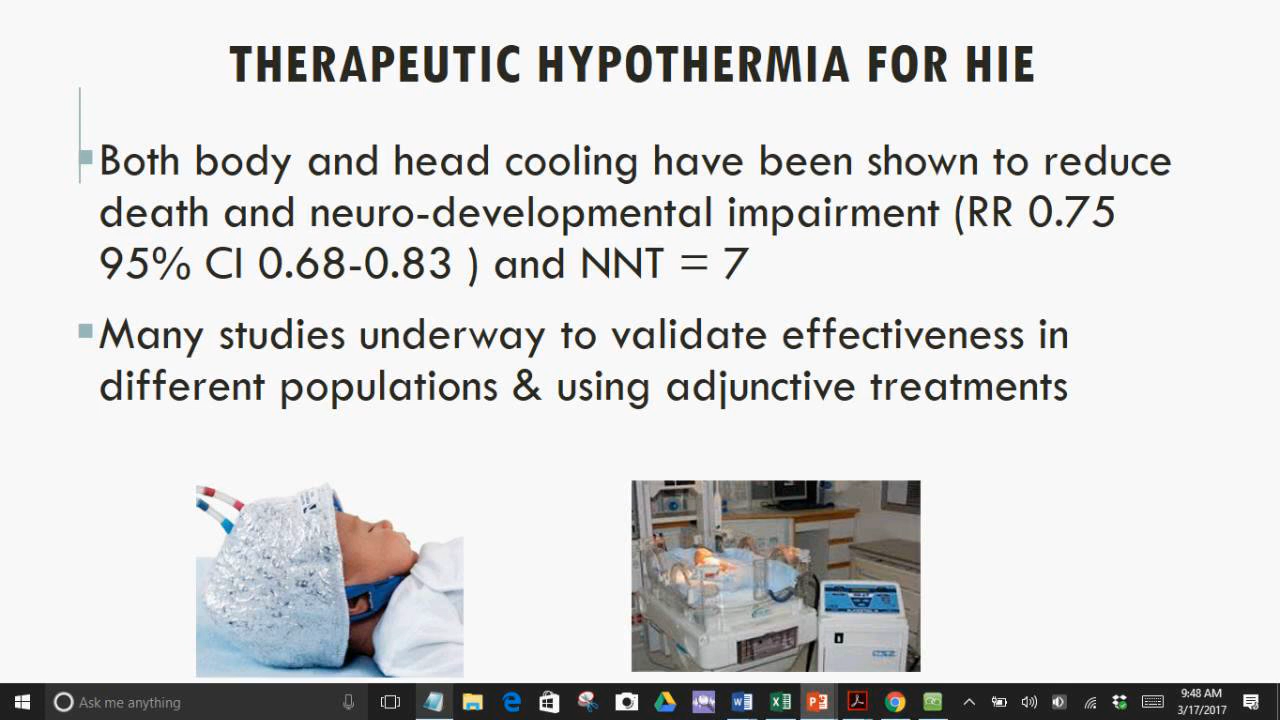 THERAPEUTIC HYPOTHERMIA FOR HIE
Both body and head cooling have been shown to reduce
death and neuro-developmental impairment (RR 0.75
95% CI 0.68-0.83 ) and NNT = 7
Many studies underway to validate effectiveness in
different populations & using adjunctive treatments
Ask me anything
9:48 AM
3/17/2017